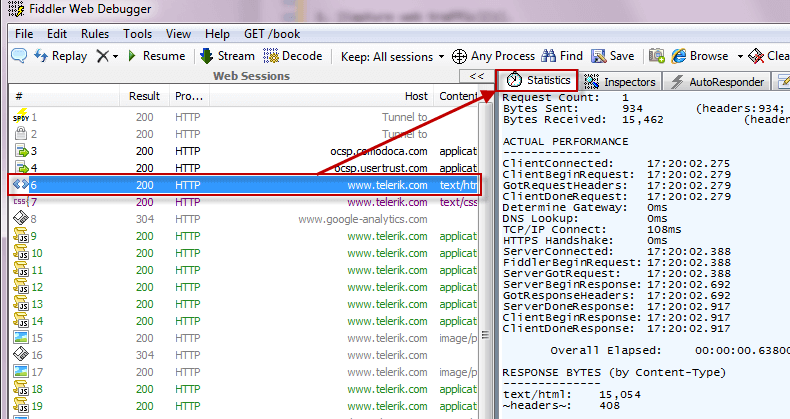 Fiddler Web Debugger
File Edit Rules Tools View Help GET /book
Replay Resume Stream Decode Keep: All sessions Any Process Find Save Browse Clea
Web Sessions <<
# Result Pro... Host Content
1 200 HTTP Tunnel to
2 200 HTTP Tunnel to
3 200 HTTP ocsp.comodoca.com applicat
4 200 HTTP ocsp.usertrust.com applicat
6 200 HTTP www.telerik.com text/htr
7 200 HTTP www.telerik.com text/css
8 304 HTTP www.google-analytics.com
9 200 HTTP www.telerik.com applicat
10 200 HTTP www.telerik.com applicat
11 200 HTTP www.telerik.com applicat
12 200 HTTP www.telerik.com applicat
13 200 HTTP www.telerik.com applicat
14 200 HTTP www.telerik.com applicat
15 200 HTTP www.telerik.com image/p
16 304 HTTP www.telerik.com
17 200 HTTP www.telerik.com image/p
18 200 HTTP www.telerik.com applicat
19 200 HTTP www.telerik.com applicat
Statistics Inspectors AutoResponder
Request Count: 1
Bytes Sent: 934 (headers:934;
Bytes Received: 15,462 (heade
ACTUAL PERFORMANCE
--------------
ClientConnected: 17:20:02.275
ClientBeginRequest: 17:20:02.279
GotRequestHeaders: 17:20:02.279
ClientDoneRequest: 17:20:02.279
Determine Gateway: 0ms
DNS Lookup: 0ms
TCP/IP Connect: 108ms
HTTPS Handshake: 0ms
ServerConnected: 17:20:02.388
FiddlerBeginRequest: 17:20:02.388
ServerGotRequest: 17:20:02.388
ServerBeginResponse: 17:20:02.692
GotResponseHeaders: 17:20:02.692
ServerDoneResponse: 17:20:02.917
ClientBeginResponse: 17:20:02.917
ClientDoneResponse: 17:20:02.917
Overall Elapsed: 00:00:00.63800
RESPONSE BYTES (by Content-Type)
--------------
text/html: 15,054
~headers~: 408